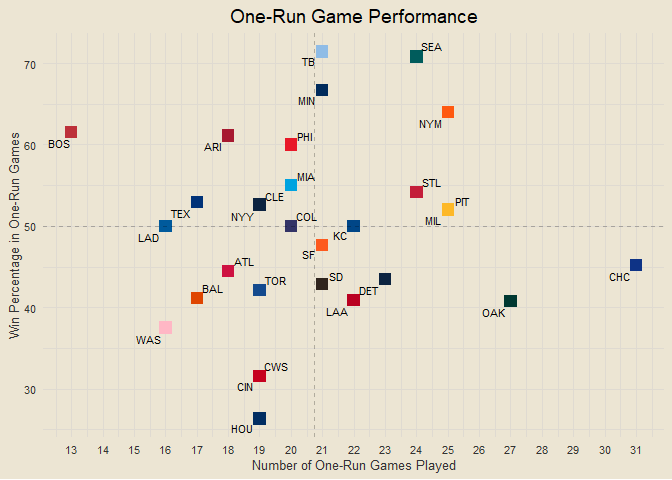 One-Run Game Performance
SEA
TB
70
MIN
NYM
PHI
BOS
ARI
60
MIA
STL
CLE
PIT
TEX
NYY
COL
MIL
50
LAD
KC
SF
ATL
SD
CHC
TOR
BAL
DET
LAA
OAK
40
WAS
CWS
CIN
30
HOU
Win Percentage in One-Run Games
13 14 15 16 17 18 19 20 21 22 23 24 25 26 27 28 29 30 31
Number of One-Run Games Played